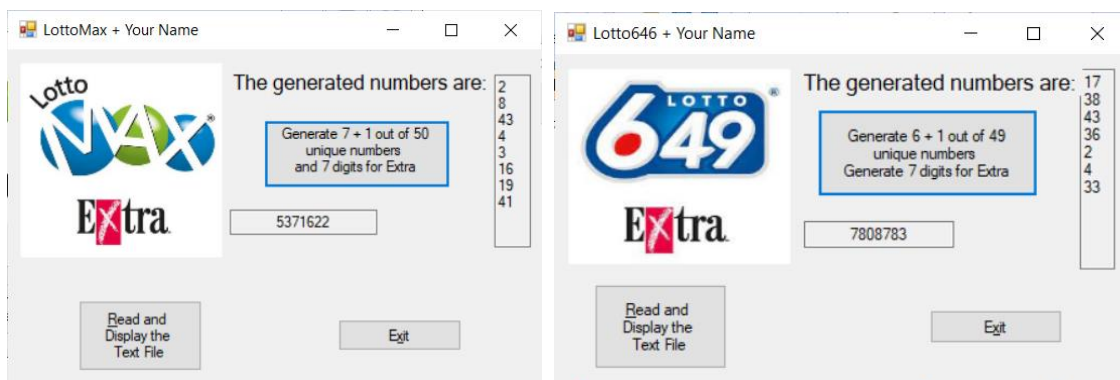 LottoMax + Your Name
Lotto
MAX
Extra
The generated numbers are:
Generate 7 + 1 out of 50
unique numbers
and 7 digits for Extra
5371622
2
8
43
4
3
16
19
41
Read and
Display the
Text File
Exit
Lotto646 + Your Name
LOTTO
649
Extra
The generated numbers are:
Generate 6 + 1 out of 49
unique numbers
Generate 7 digits for Extra
7808783
17
38
43
36
2
4
33
Read and
Display the
Text File
Exit